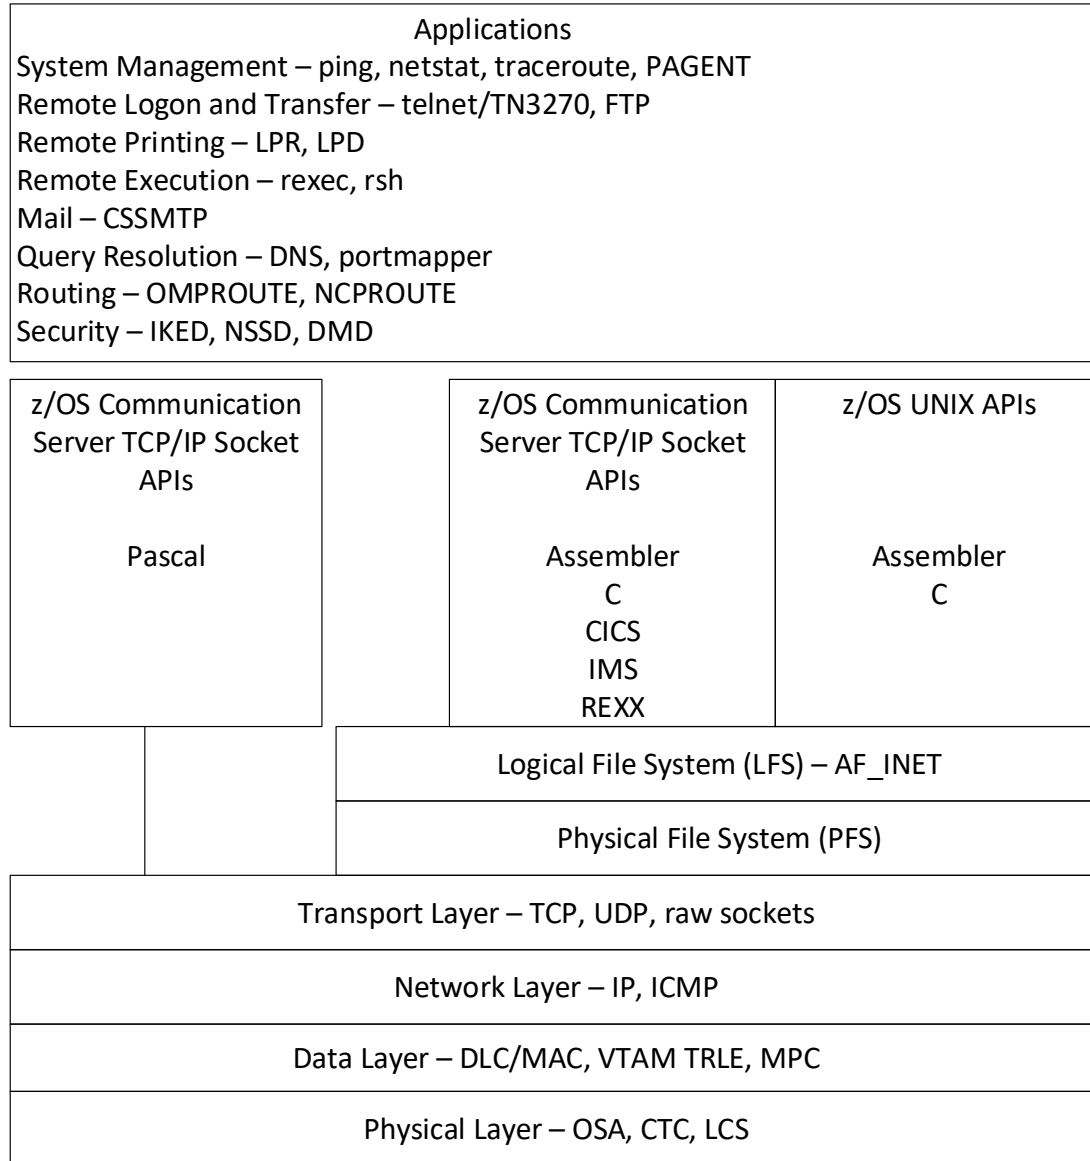 Applications
System Management – ping, netstat, traceroute, PAGENT
Remote Logon and Transfer – telnet/TN3270, FTP
Remote Printing – LPR, LPD
Remote Execution – rexec, rsh
Mail – CSSMTP
Query Resolution – DNS, portmapper
Routing – OMPROUTE, NCPROUTE
Security – IKED, NSSD, DMD
z/OS Communication
Server TCP/IP Socket
APIs
Pascal
z/OS Communication
Server TCP/IP Socket
APIs
Assembler
C
CICS
IMS
REXX
z/OS UNIX APIs
Assembler
C
Logical File System (LFS) – AF_INET
Physical File System (PFS)
Transport Layer – TCP, UDP, raw sockets
Network Layer – IP, ICMP
Data Layer – DLC/MAC, VTAM TRLE, MPC
Physical Layer – OSA, CTC, LCS